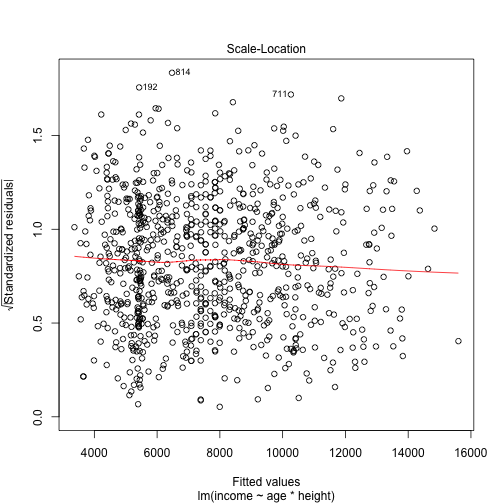 Scale-Location
814
192
711
1.5
1.0
0.5
0.0
√|Standardized residuals|
4000 6000 8000 10000 12000 14000 16000
Fitted values
lm(income ~ age * height)